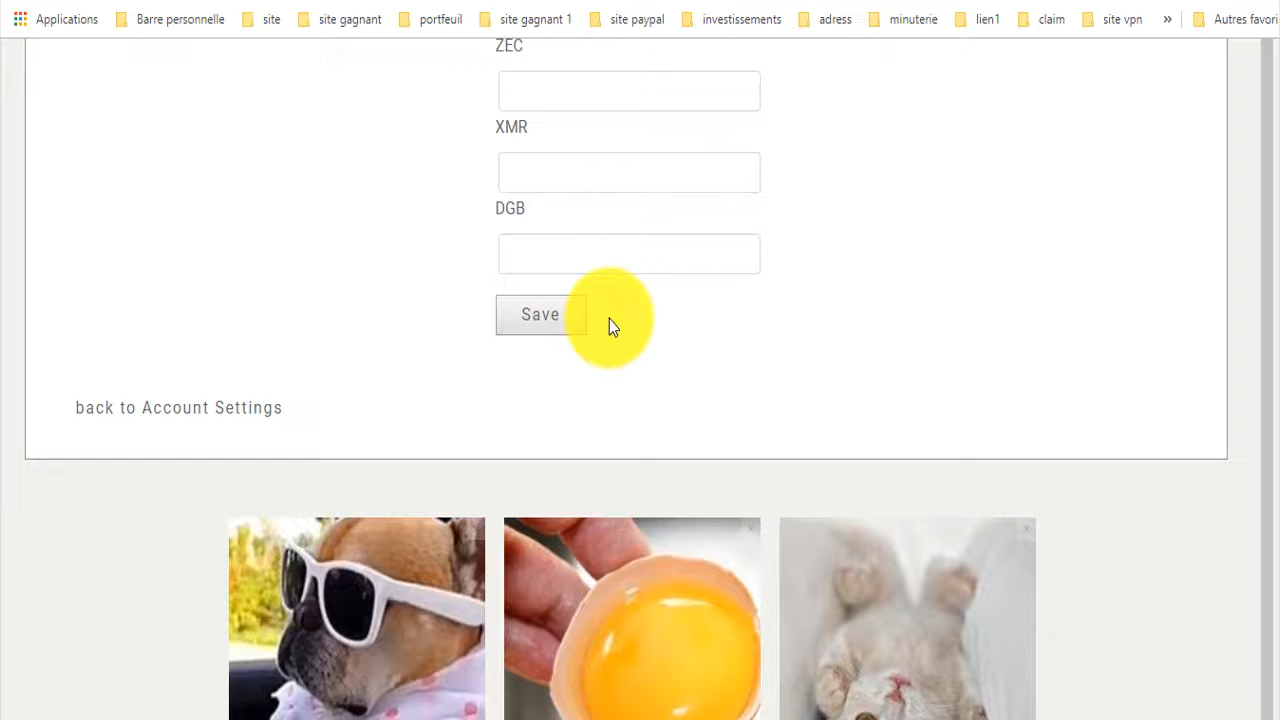 Applications Barre personnelle site site gagnant portfeuil site gagnant 1 site paypal investissements adress minuterie lien1 claim site vpn » Autres favori
ZEC
XMR
DGB
Save
back to Account Settings